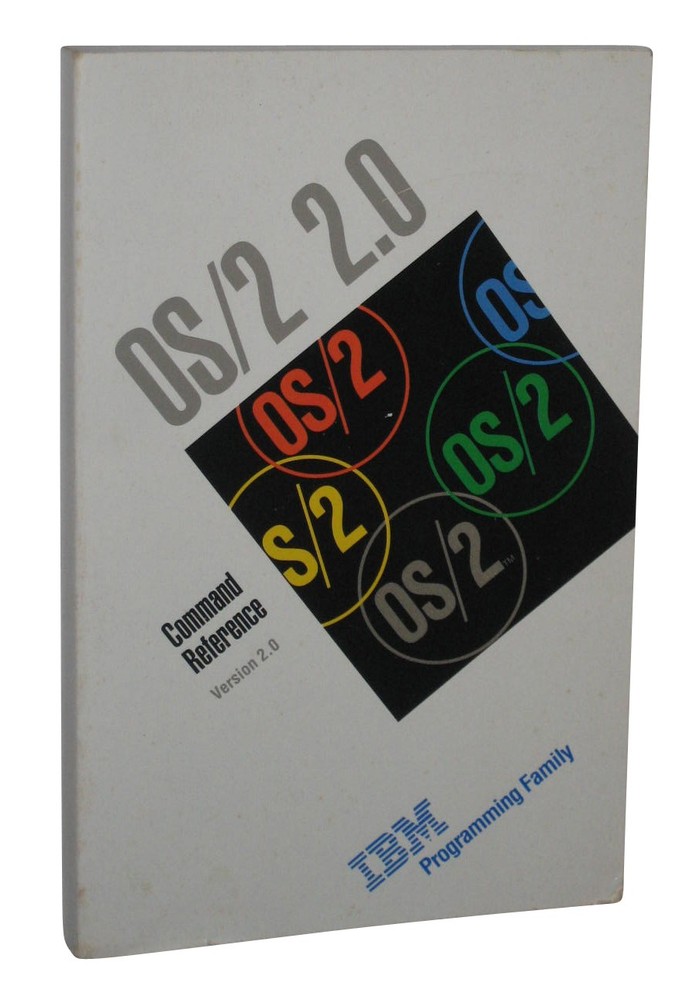 OS/2 2.0
OS/2
OS
OS/2
S/2
OS/2™
Command
Reference
Version 2.0
IBM
Programming Family